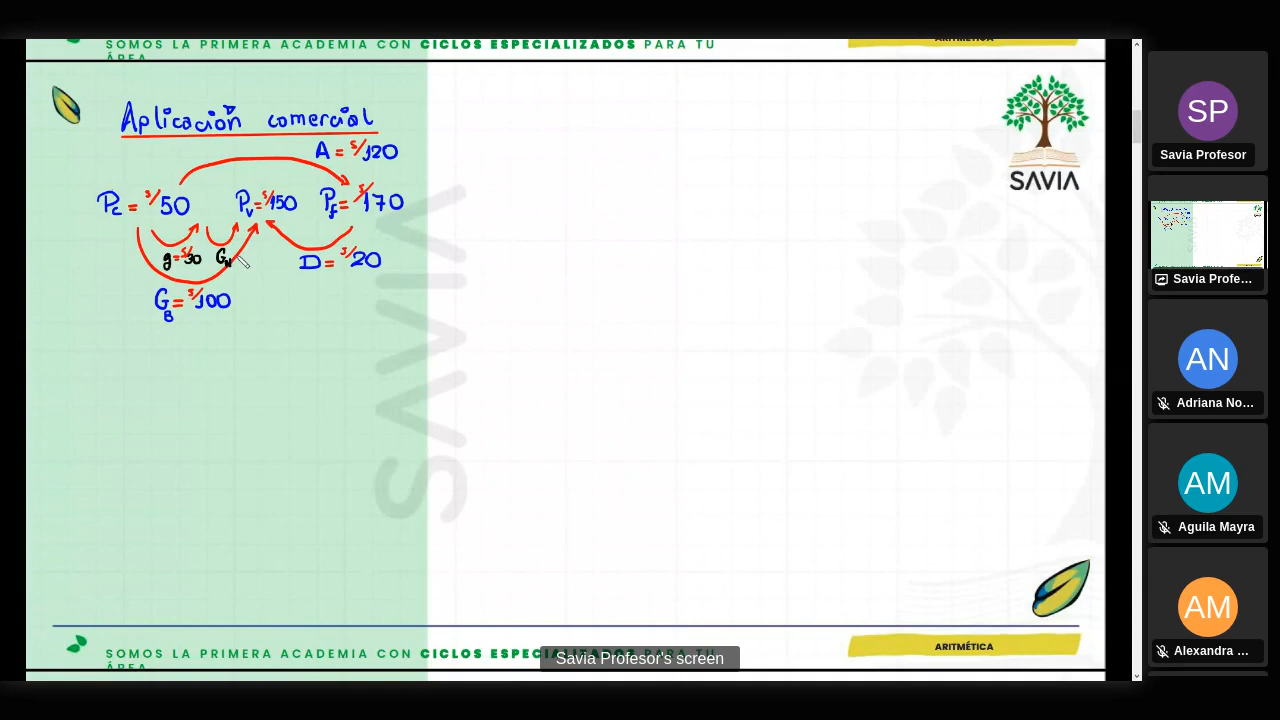 SOMOS LA PRIMERA ACADEMIA CON CICLOS ESPECIALIZADOS PARA TU
ÁREA
ARITMÉTICA
Aplicación comercial
A = S/120
Pc = S/50 Pv = S/150 Pf = S/170
g = S/30 GN
D = S/20
GB = S/100
SAVIA
SAVIA
SOMOS LA PRIMERA ACADEMIA CON CICLOS ESPECIALIZADOS PARA TU
ÁREA
ARITMÉTICA
Savia Profesor's screen
SP
Savia Profesor
Savia Profe...
AN
Adriana No...
AM
Aguila Mayra
AM
Alexandra ...